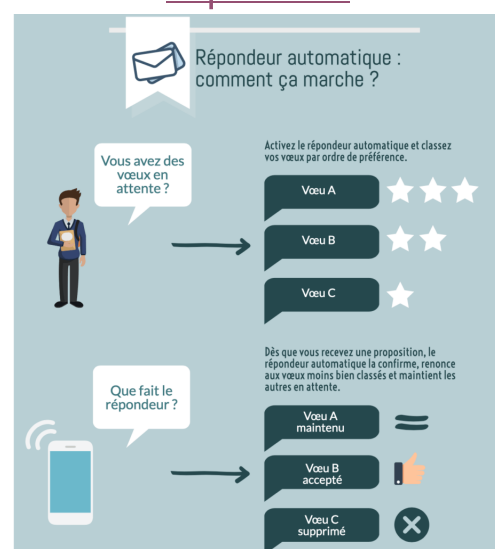 Répondeur automatique :
comment ça marche ?
Vous avez des
vœux en
attente ?
Activez le répondeur automatique et classez
vos vœux par ordre de préférence.
Vœu A
Vœu B
Vœu C
Que fait le
répondeur ?
Dès que vous recevez une proposition, le
répondeur automatique la confirme, renonce
aux vœux moins bien classés et maintient les
autres en attente.
Vœu A
maintenu
Vœu B
accepté
Vœu C
supprimé